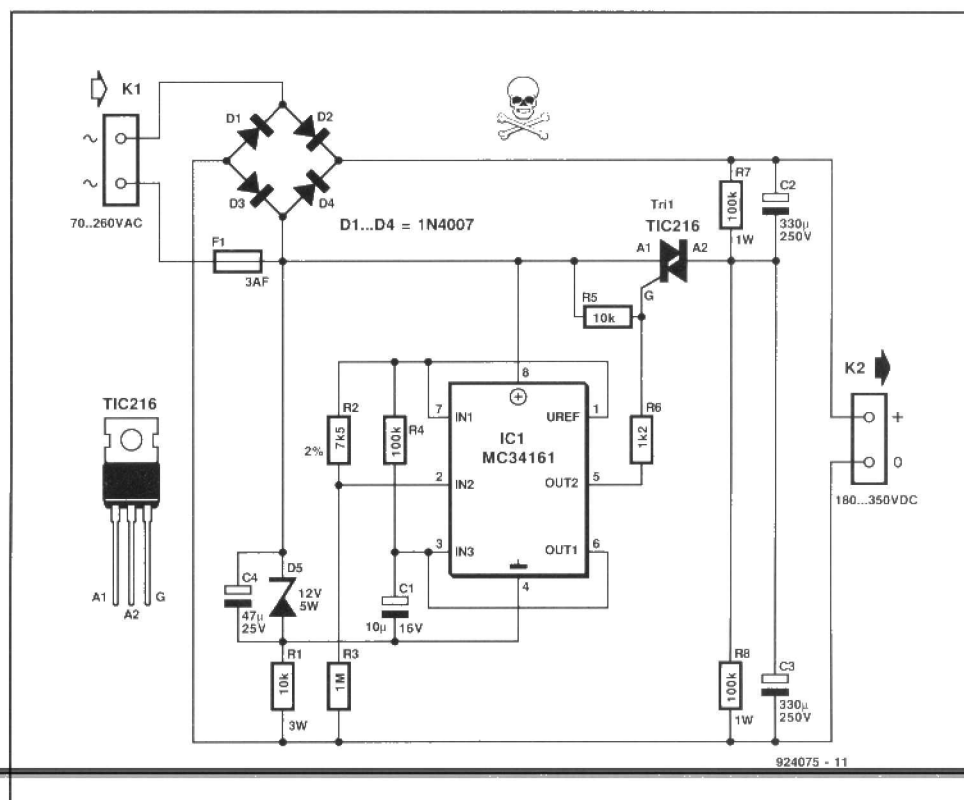 K1
~
~
70..260VAC
D1
D2
D3
D4
D1...D4 = 1N4007
F1
3AF
Tri1
TIC216
A1
A2
G
R5
10k
R7
100k
1W
C2
330µ
250V
K2
+
0
180...350VDC
TIC216
A1
A2
G
R2
7k5
2%
R4
100k
8
7
IN1
UREF
1
IC1
MC34161
2
IN2
OUT2
5
3
IN3
OUT1
6
4
R6
1k2
C4
47µ
25V
D5
12V
5W
C1
10µ
16V
R1
10k
3W
R3
1M
R8
100k
1W
C3
330µ
250V
924075 - 11